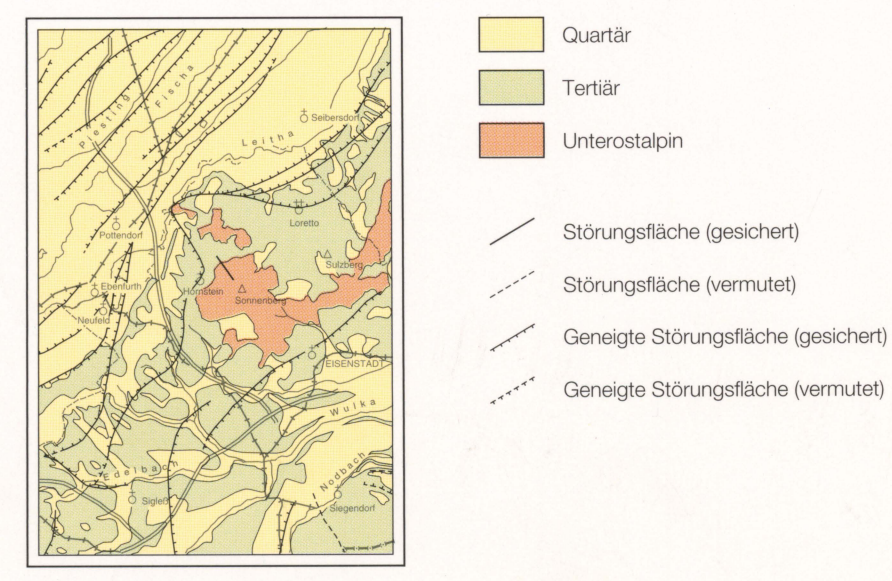 Quartär
Tertiär
Unterostalpin
Störungsfläche (gesichert)
Störungsfläche (vermutet)
Geneigte Störungsfläche (gesichert)
Geneigte Störungsfläche (vermutet)
Piesting
Fischa
Seibersdorf
Leitha
Loretto
Pottendorf
Sulzberg
Ebenfurth
Hornstein
Sonnenberg
Neufeld
EISENSTADT
Wulka
Edelbach
Nodbach
Sigleß
Siegendorf